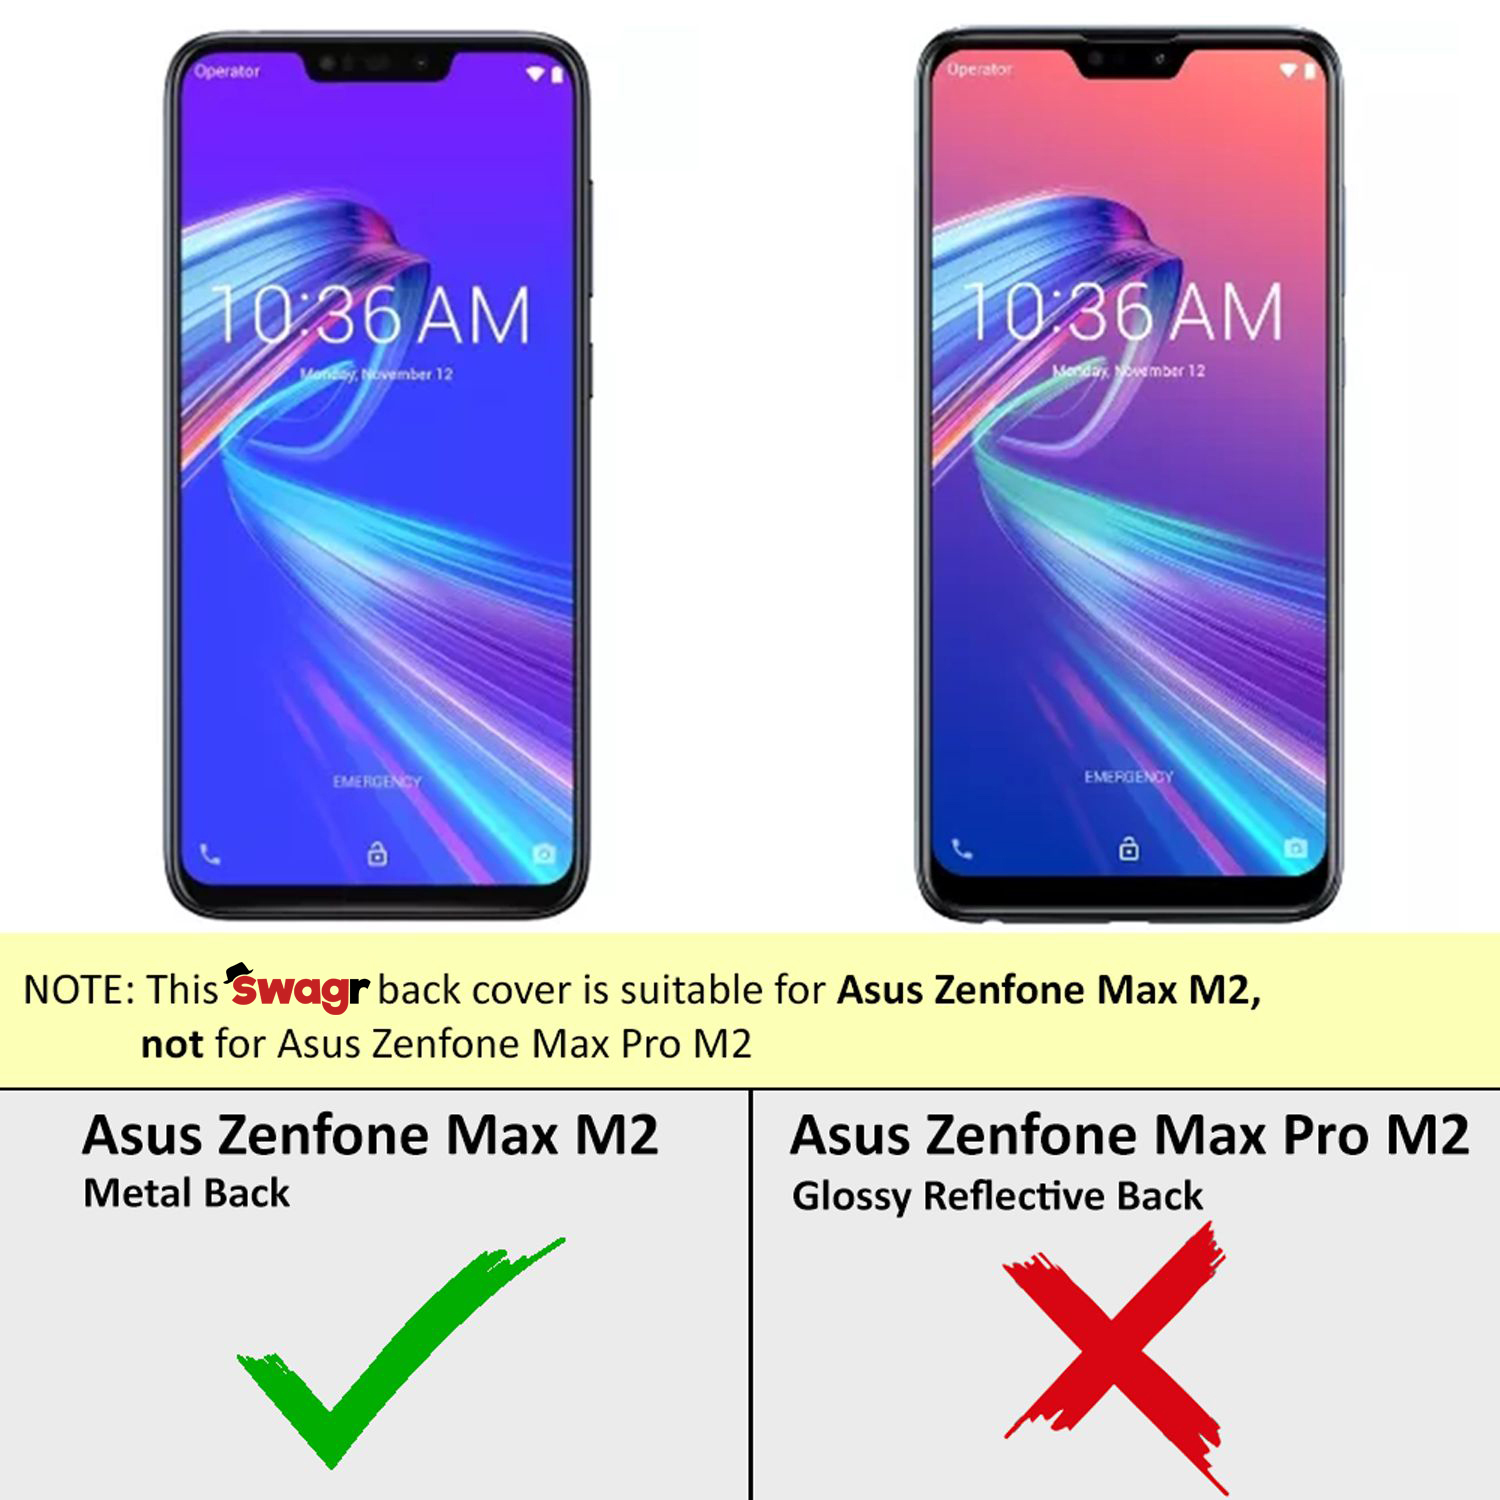 Operator
10:36 AM
Monday, November 12
EMERGENCY
Operator
10:36 AM
Monday, November 12
EMERGENCY
NOTE: This swagr back cover is suitable for Asus Zenfone Max M2,
not for Asus Zenfone Max Pro M2
Asus Zenfone Max M2
Metal Back
Asus Zenfone Max Pro M2
Glossy Reflective Back